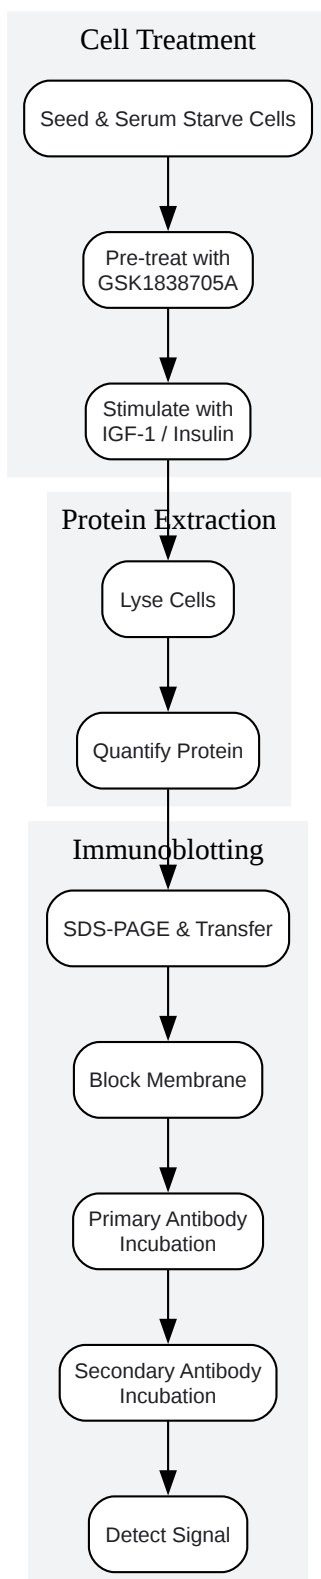 Cell Treatment
Seed & Serum Starve Cells
Pre-treat with
GSK1838705A
Stimulate with
IGF-1 / Insulin
Protein Extraction
Lyse Cells
Quantify Protein
Immunoblotting
SDS-PAGE & Transfer
Block Membrane
Primary Antibody
Incubation
Secondary Antibody
Incubation
Detect Signal